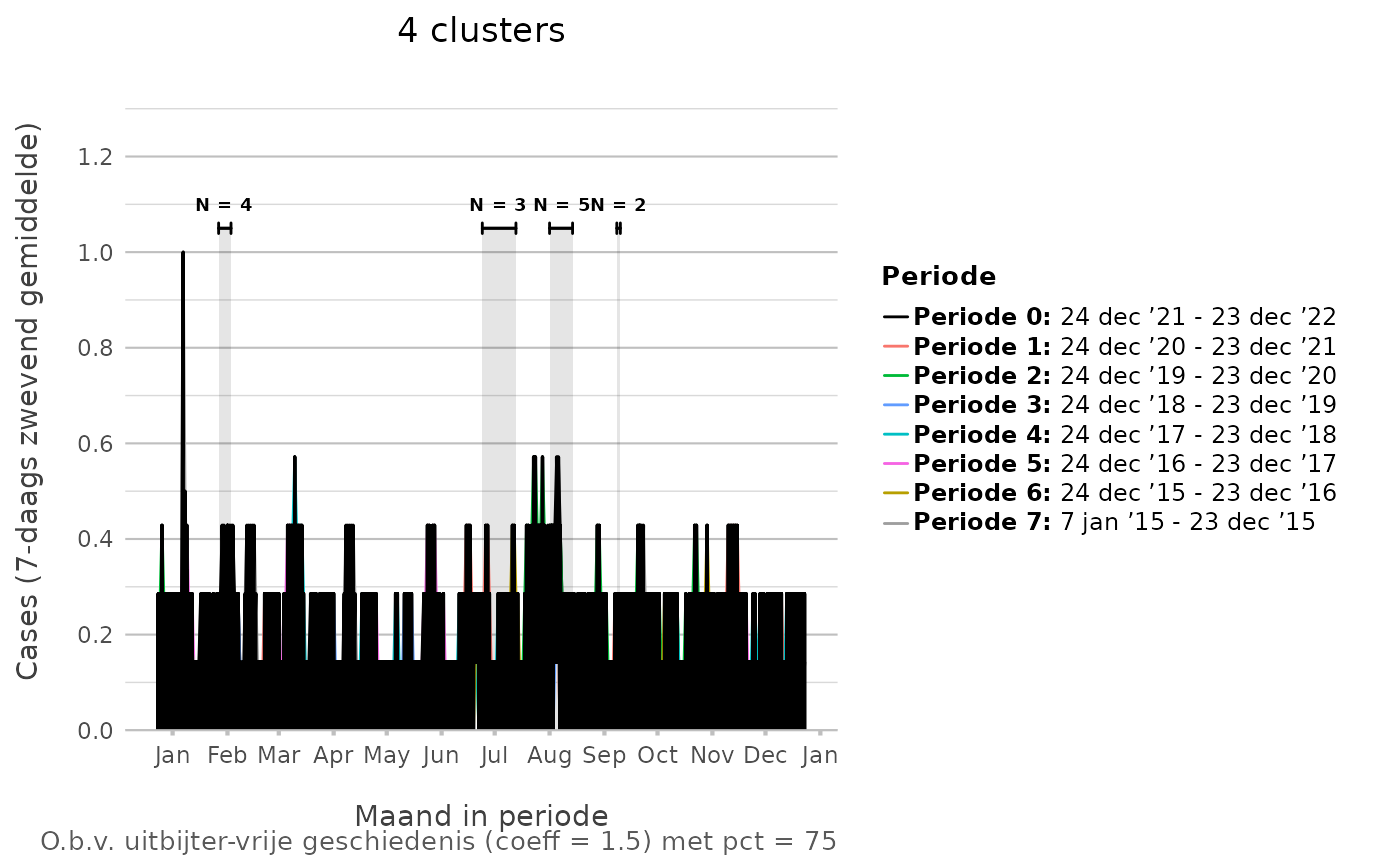 4 clusters
Cases (7-daags zwevend gemiddelde)
1.2
1.0
0.8
0.6
0.4
0.2
0.0
N = 4
N = 3
N = 5
N = 2
Jan Feb Mar Apr May Jun Jul Aug Sep Oct Nov Dec Jan
Maand in periode
O.b.v. uitbijter-vrije geschiedenis (coeff = 1.5) met pct = 75
Periode
Periode 0: 24 dec ’21 - 23 dec ’22
Periode 1: 24 dec ’20 - 23 dec ’21
Periode 2: 24 dec ’19 - 23 dec ’20
Periode 3: 24 dec ’18 - 23 dec ’19
Periode 4: 24 dec ’17 - 23 dec ’18
Periode 5: 24 dec ’16 - 23 dec ’17
Periode 6: 24 dec ’15 - 23 dec ’16
Periode 7: 7 jan ’15 - 23 dec ’15